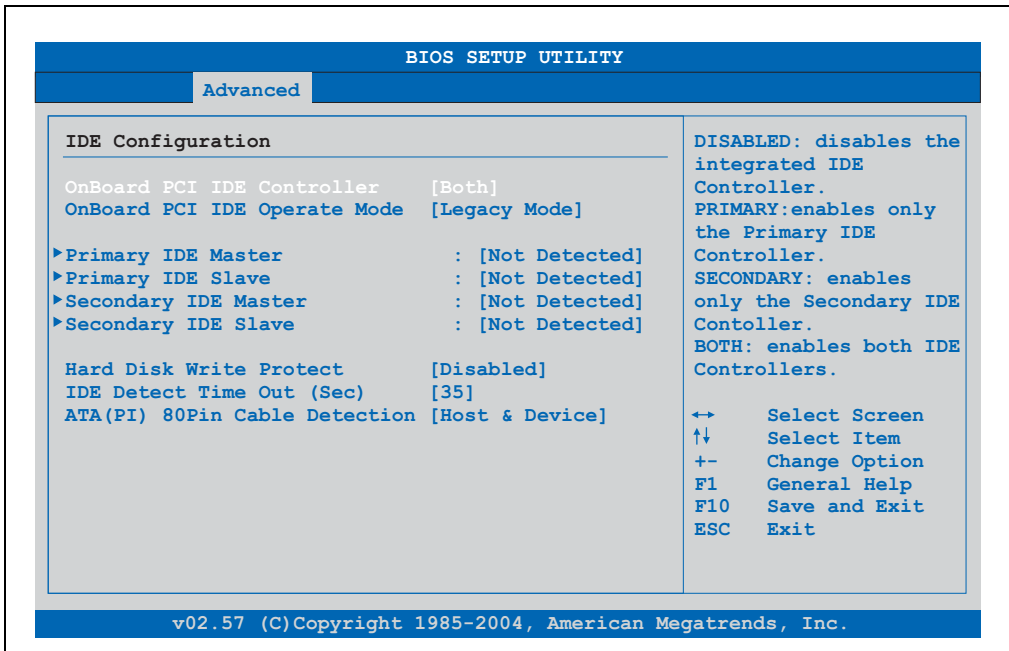 BIOS SETUP UTILITY
Advanced
IDE Configuration
OnBoard PCI IDE Controller [Both]
OnBoard PCI IDE Operate Mode [Legacy Mode]
Primary IDE Master : [Not Detected]
Primary IDE Slave : [Not Detected]
Secondary IDE Master : [Not Detected]
Secondary IDE Slave : [Not Detected]
Hard Disk Write Protect [Disabled]
IDE Detect Time Out (Sec) [35]
ATA(PI) 80Pin Cable Detection [Host & Device]
DISABLED: disables the
integrated IDE
Controller.
PRIMARY:enables only
the Primary IDE
Controller.
SECONDARY: enables
only the Secondary IDE
Contoller.
BOTH: enables both IDE
Controllers.
↔ Select Screen
↑↓ Select Item
+- Change Option
F1 General Help
F10 Save and Exit
ESC Exit
v02.57 (C)Copyright 1985-2004, American Megatrends, Inc.